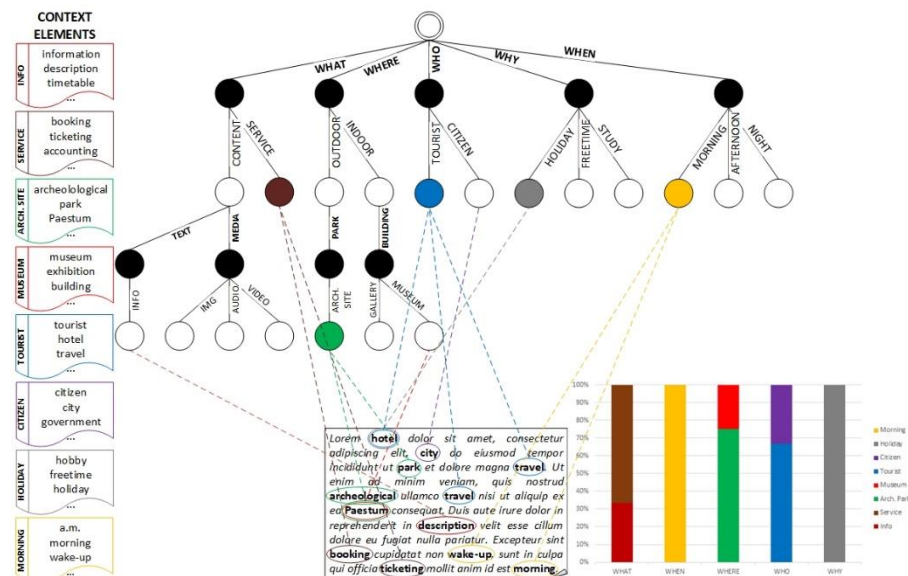 CONTEXT
ELEMENTS
INFO
information
description
timetable
...
SERVICE
booking
ticketing
accounting
...
ARCH. SITE
archeolological
park
Paestum
...
MUSEUM
museum
exhibition
building
...
TOURIST
tourist
hotel
travel
...
CITIZEN
citizen
city
government
...
HOLIDAY
hobby
freetime
holiday
...
MORNING
a.m.
morning
wake-up
...
WHAT
WHERE
WHO
WHY
WHEN
CONTENT
SERVICE
OUTDOOR
INDOOR
TOURIST
CITIZEN
HOLIDAY
FREETIME
STUDY
MORNING
AFTERNOON
NIGHT
TEXT
MEDIA
PARK
BUILDING
INFO
IMG
AUDIO
VIDEO
ARCH.
SITE
GALLERY
MUSEUM
Lorem hotel dolor sit amet, consectetur
adipiscing elit, city do eiusmod tempor
incididunt ut park et dolore magna travel. Ut
enim ad minim veniam, quis nostrud
archeological ullamco travel nisi ut aliquip ex
ea Paestum consequat. Duis aute irure dolor in
reprehenderit in description velit esse cillum
dolore eu fugiat nulla pariatur. Excepteur sint
booking cupidatat non wake-up, sunt in culpa
qui officia ticketing mollit anim id est morning.
100%
90%
80%
70%
60%
50%
40%
30%
20%
10%
0%
WHAT WHEN WHERE WHO WHY
Morning
Holiday
Citizen
Tourist
Museum
Arch. Park
Service
Info